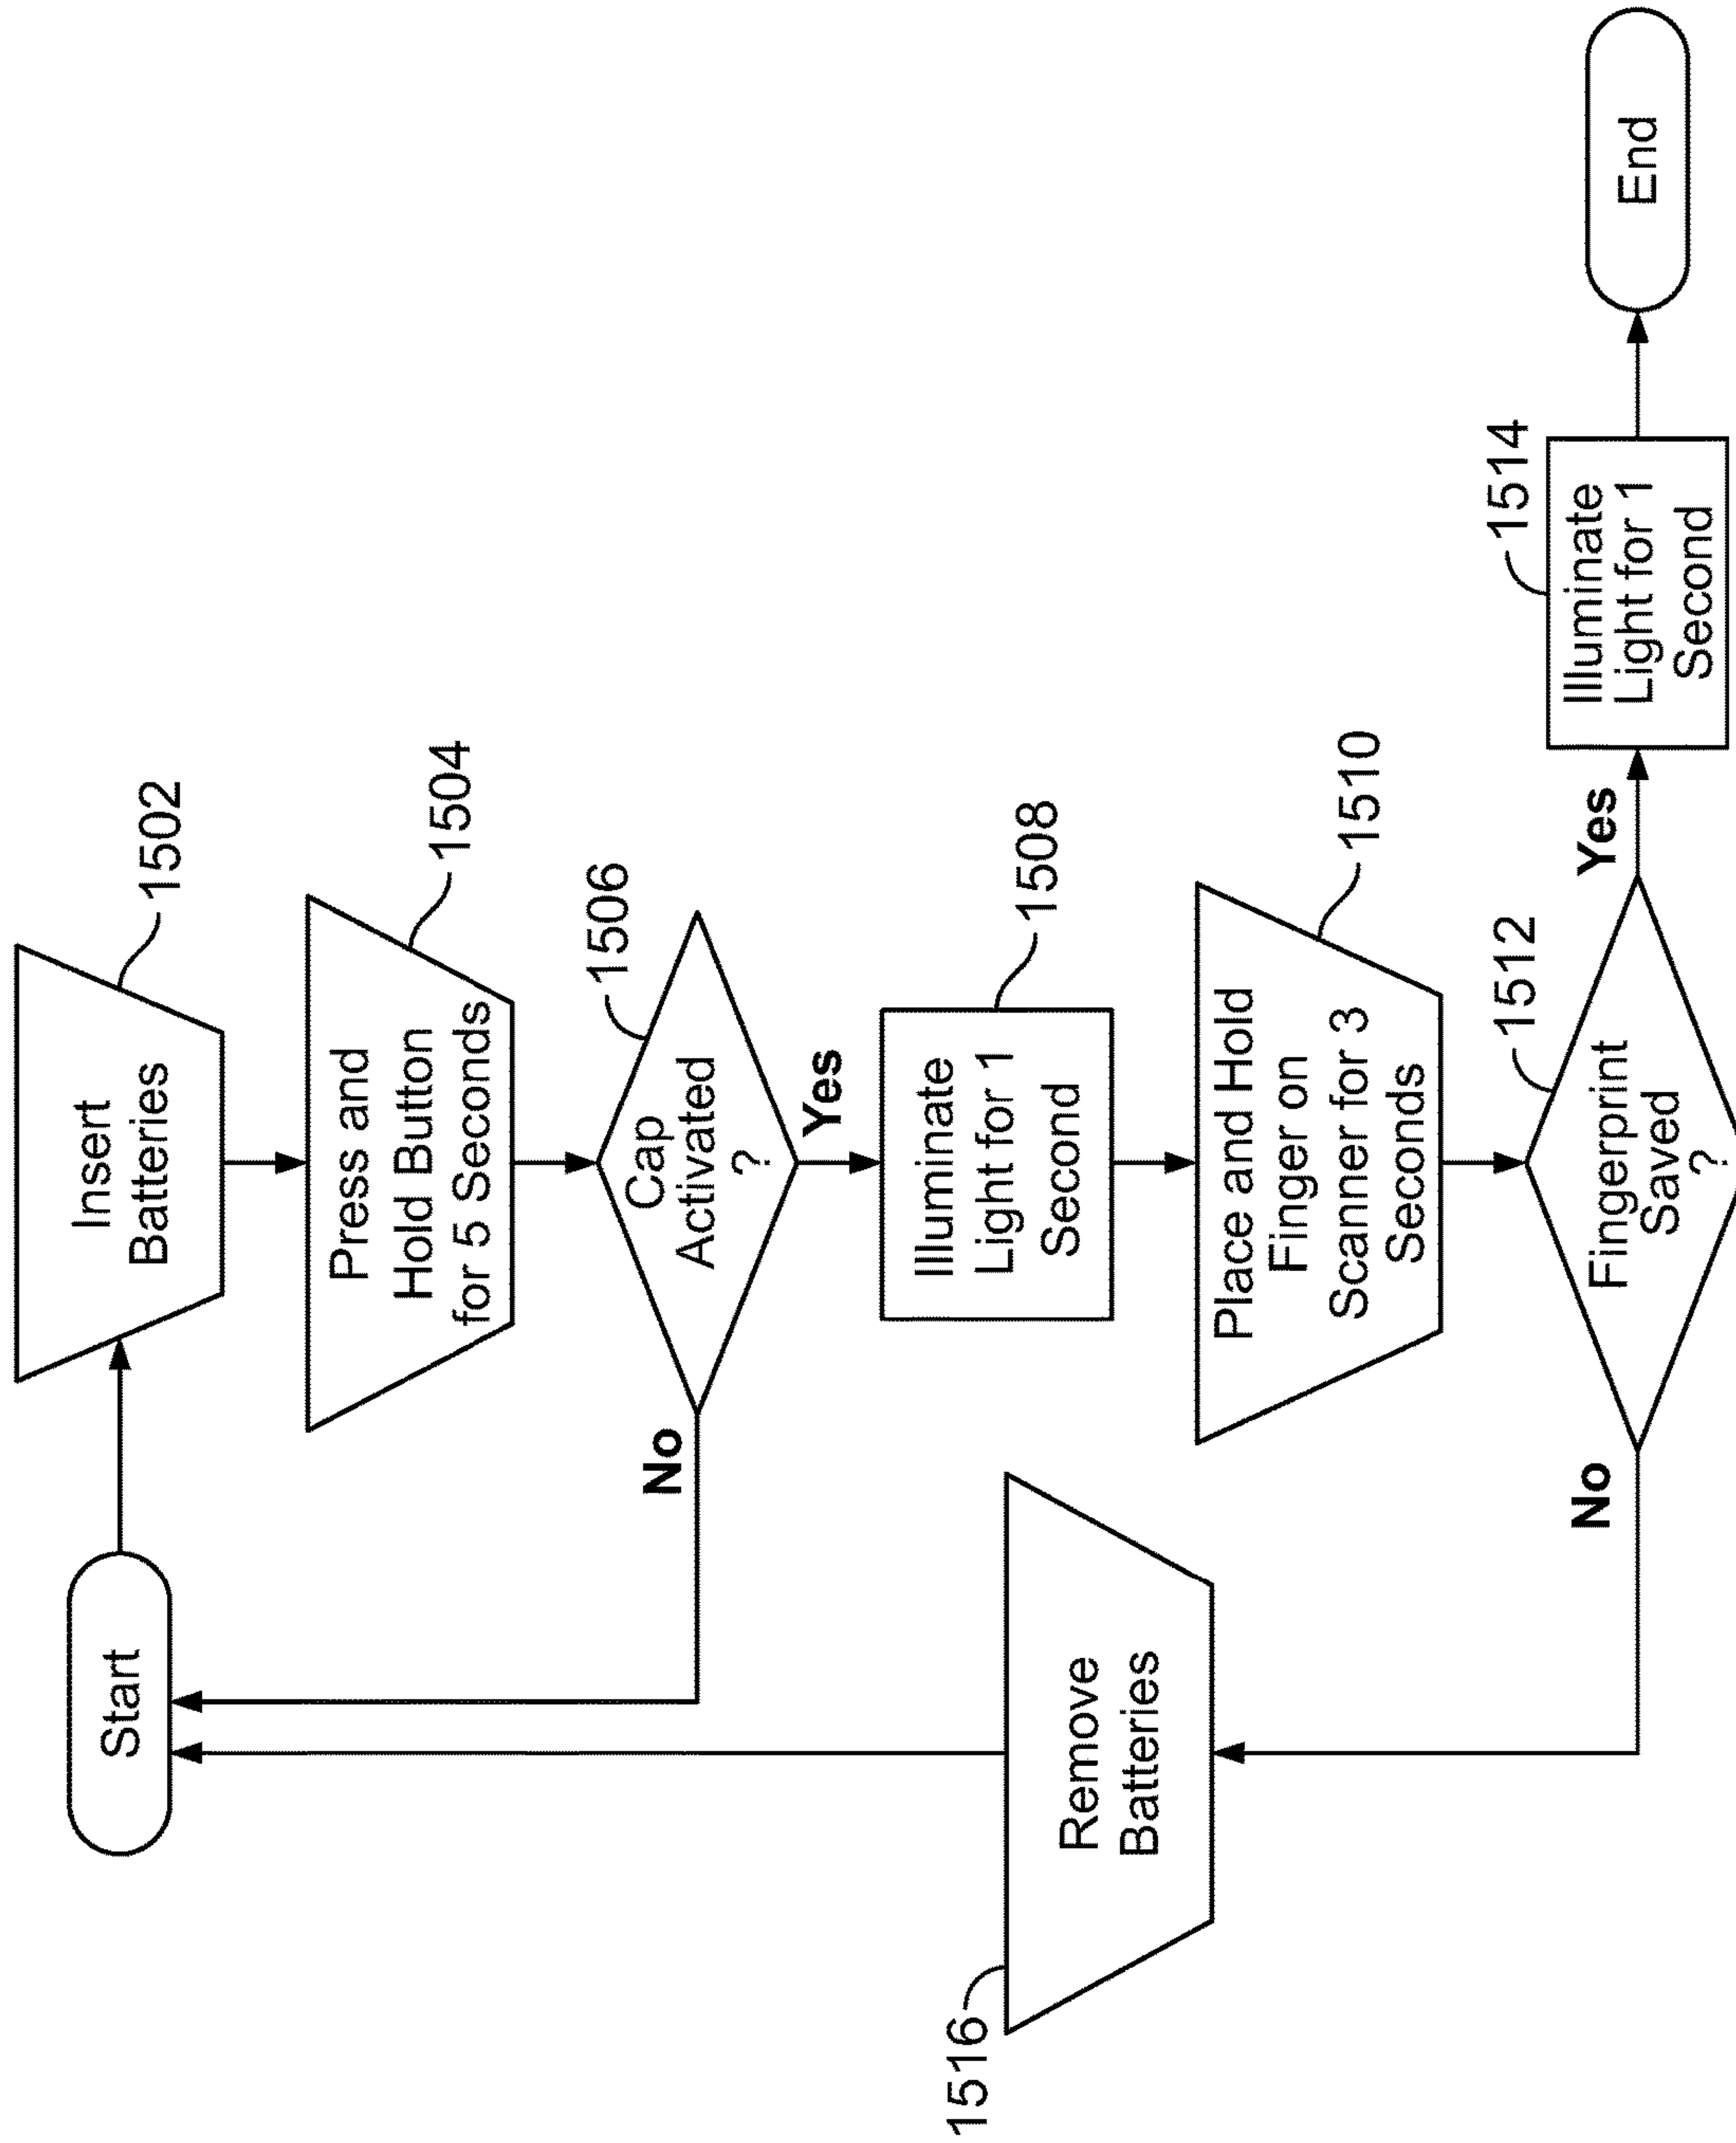 Start
Insert
Batteries
1502
Press and
Hold Button
for 5 Seconds
1504
Cap
Activated
?
1506
No
Yes
Illuminate
Light for 1
Second
1508
Place and Hold
Finger on
Scanner for 3
Seconds
1510
Fingerprint
Saved
?
1512
No
Yes
Remove
Batteries
1516
Illuminate
Light for 1
Second
1514
End